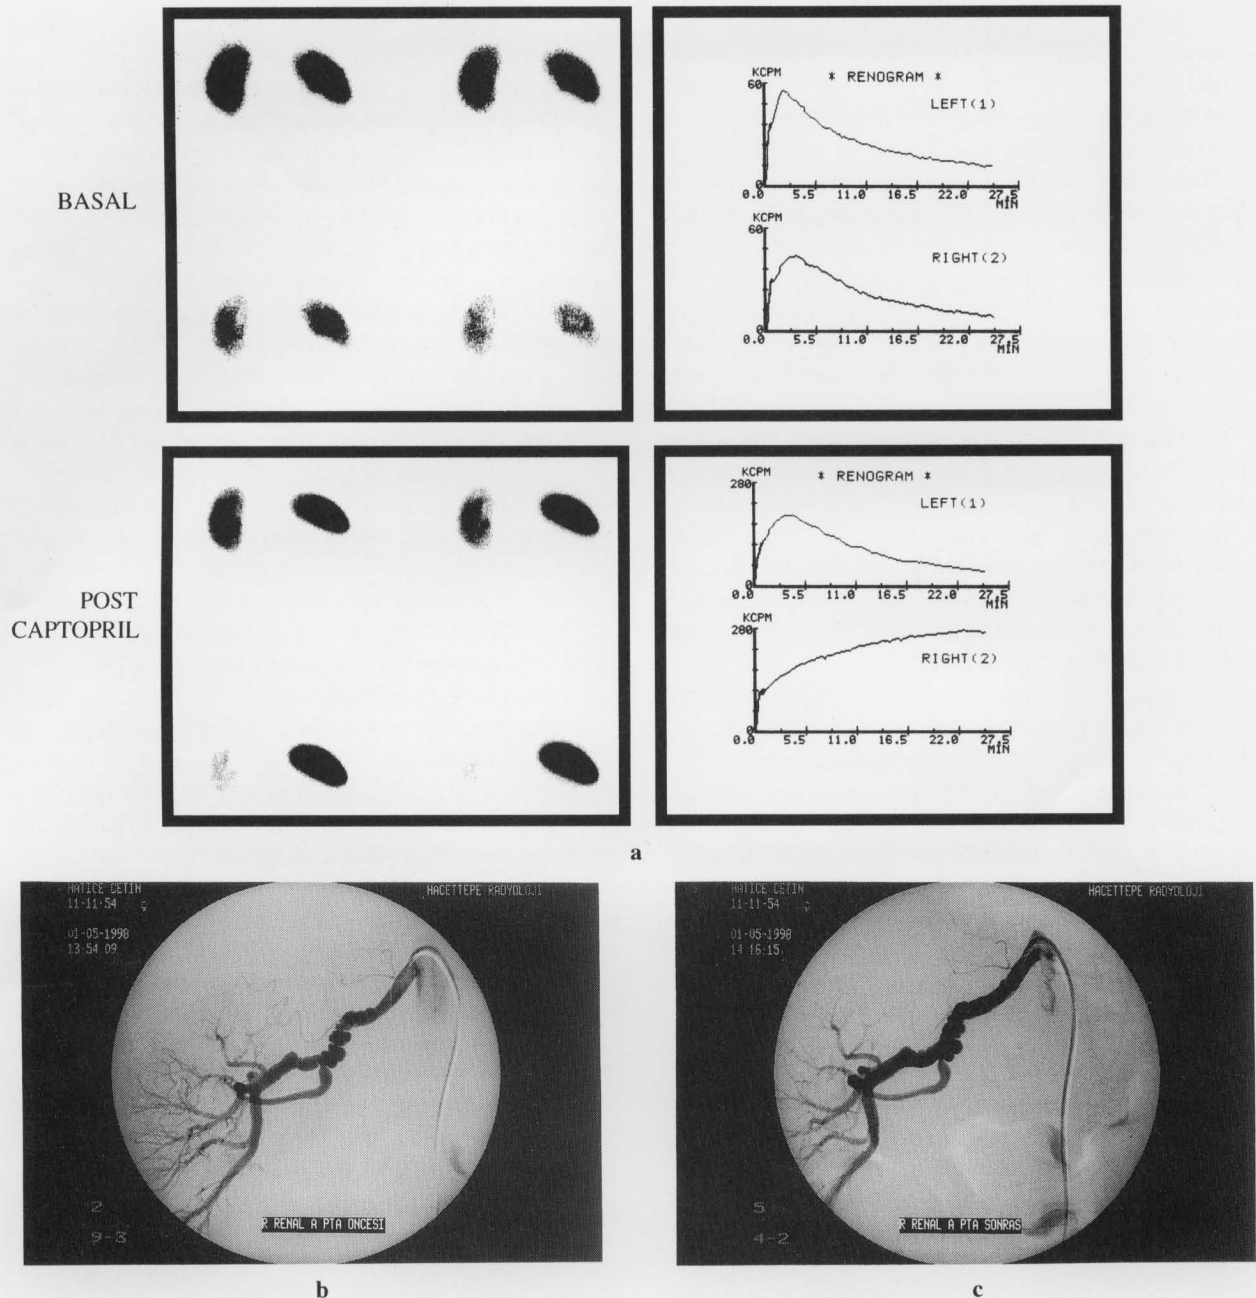 BASAL
KCPM
* RENOGRAM *
60
LEFT(1)
0
0.0 5.5 11.0 16.5 22.0 27.5
MIN
KCPM
60
RIGHT(2)
0
0.0 5.5 11.0 16.5 22.0 27.5
MIN
POST
CAPTOPRIL
KCPM
* RENOGRAM *
280
LEFT(1)
0
0.0 5.5 11.0 16.5 22.0 27.5
MIN
KCPM
280
RIGHT(2)
0
0.0 5.5 11.0 16.5 22.0 27.5
MIN
a
HATICE CETIN
HACETTEPE RADYOLOJI
11-11-54 ♀
01-05-1998
13:54 09
2
9-3
R RENAL A PTA ONCESI
b
HATICE CETIN
HACETTEPE RADYOLOJI
11-11-54 ♀
01-05-1998
14 16:15
5
4-2
R RENAL A PTA SONRAS
c